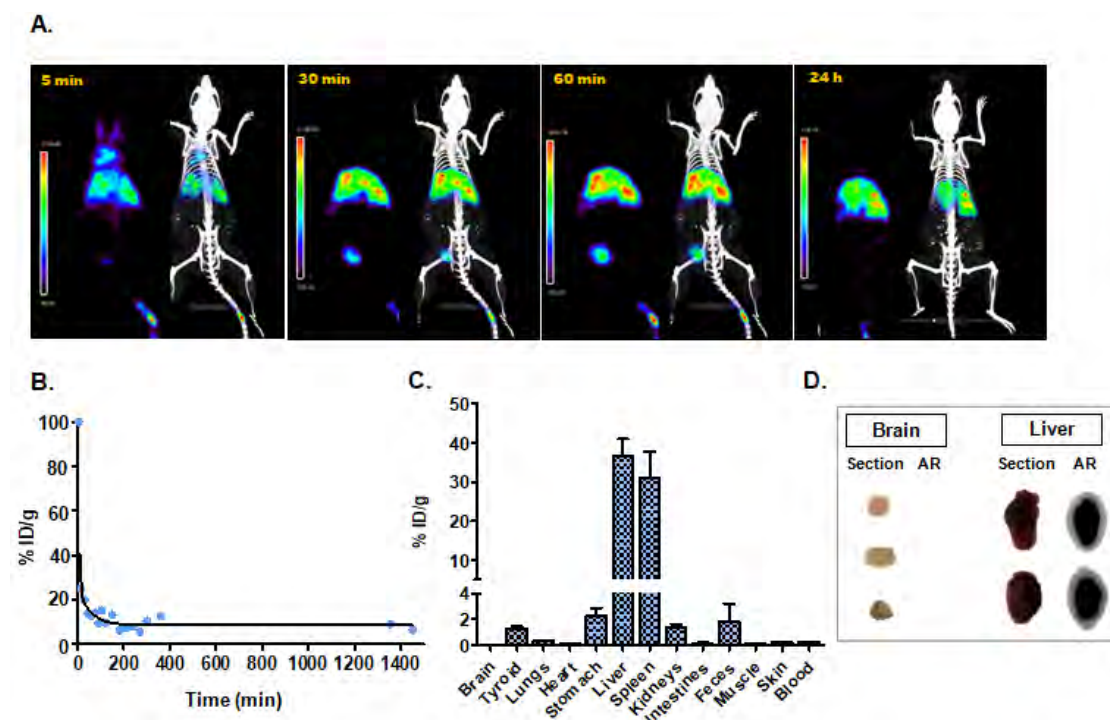 A.
5 min
30 min
60 min
24 h
B.
% ID/g
100
80
60
40
20
10
0
0
200
400
600
800
1000
1200
1400
Time (min)
C.
% ID/g
50
40
30
20
10
4
2
0
Brain
Tyroid
Lungs
Heart
Stomach
Liver
Spleen
Kidneys
Intestines
Feces
Muscle
Skin
Blood
D.
Brain
Liver
Section AR
Section AR